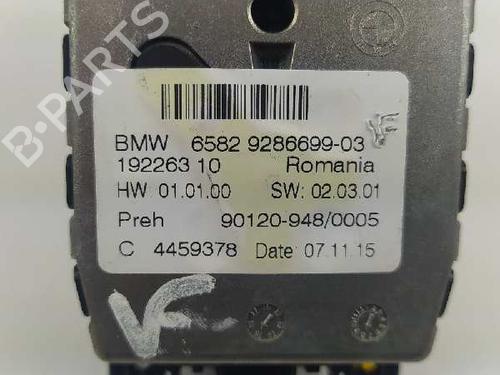 B-PARTS
BMW 6582 9286699-03
192263 10 Romania
HW 01.01.00 SW: 02.03.01
Preh 90120-948/0005
C 4459378 Date: 07.11.15
VF